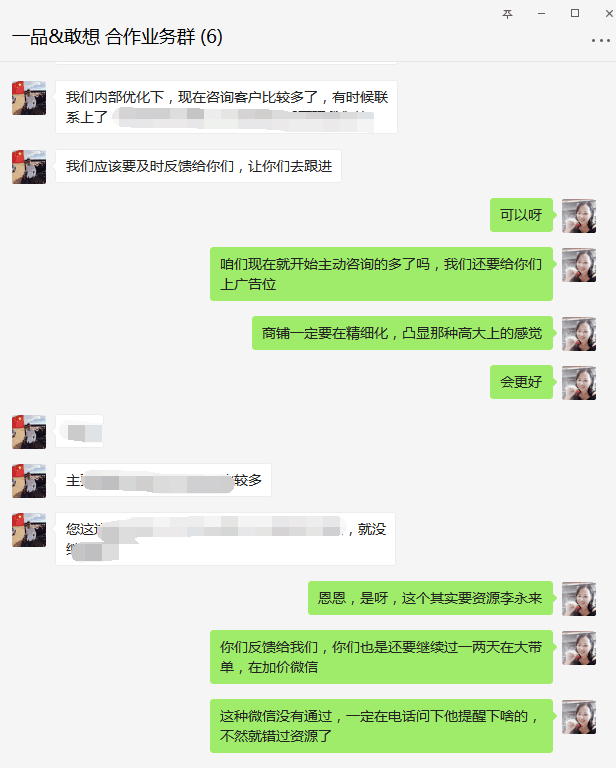 一品&敢想 合作业务群 (6)
我们内部优化下，现在咨询客户比较多了，有时候联
系上了
我们应该要及时反馈给你们，让你们去跟进
可以呀
咱们现在就开始主动咨询的多了吗，我们还要给你们
上广告位
商铺一定要在精细化，凸显那种高大上的感觉
会更好
主
较多
您这
，就没
恩恩，是呀，这个其实要资源李永来
你们反馈给我们，你们也是还要继续过一两天在大带
单，在加价微信
这种微信没有通过，一定在电话问下他提醒下啥的，
不然就错过资源了